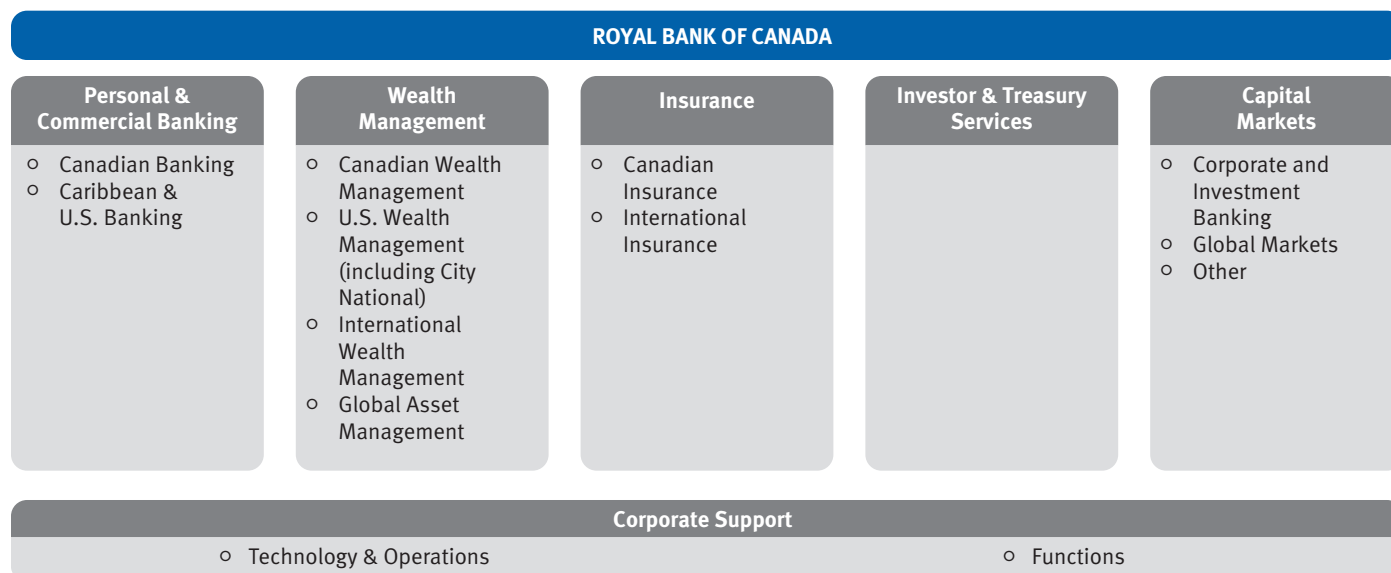 ROYAL BANK OF CANADA
Personal &
Commercial Banking
○ Canadian Banking
○ Caribbean &
U.S. Banking
Wealth
Management
○ Canadian Wealth
Management
○ U.S. Wealth
Management
(including City
National)
○ International
Wealth
Management
○ Global Asset
Management
Insurance
○ Canadian
Insurance
○ International
Insurance
Investor & Treasury
Services
Capital
Markets
○ Corporate and
Investment
Banking
○ Global Markets
○ Other
Corporate Support
○ Technology & Operations
○ Functions